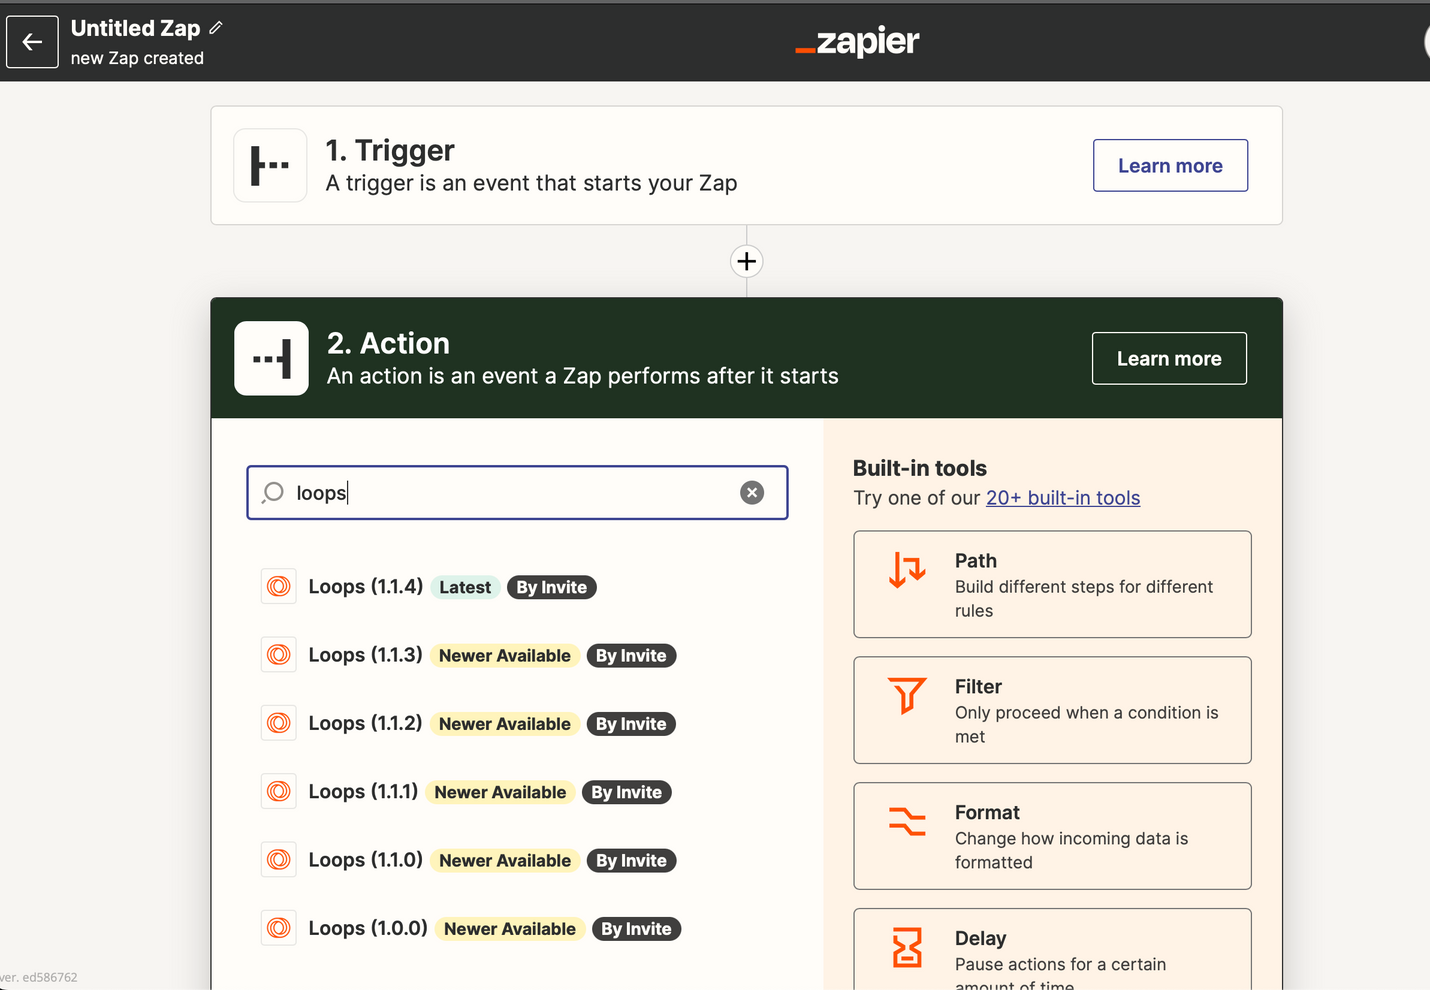 Untitled Zap
new Zap created
zapier
1. Trigger
A trigger is an event that starts your Zap
Learn more
2. Action
An action is an event a Zap performs after it starts
Learn more
loops
Loops (1.1.4) Latest By Invite
Loops (1.1.3) Newer Available By Invite
Loops (1.1.2) Newer Available By Invite
Loops (1.1.1) Newer Available By Invite
Loops (1.1.0) Newer Available By Invite
Loops (1.0.0) Newer Available By Invite
Built-in tools
Try one of our 20+ built-in tools
Path
Build different steps for different
rules
Filter
Only proceed when a condition is
met
Format
Change how incoming data is
formatted
Delay
Pause actions for a certain
amount of time
ver. ed586762